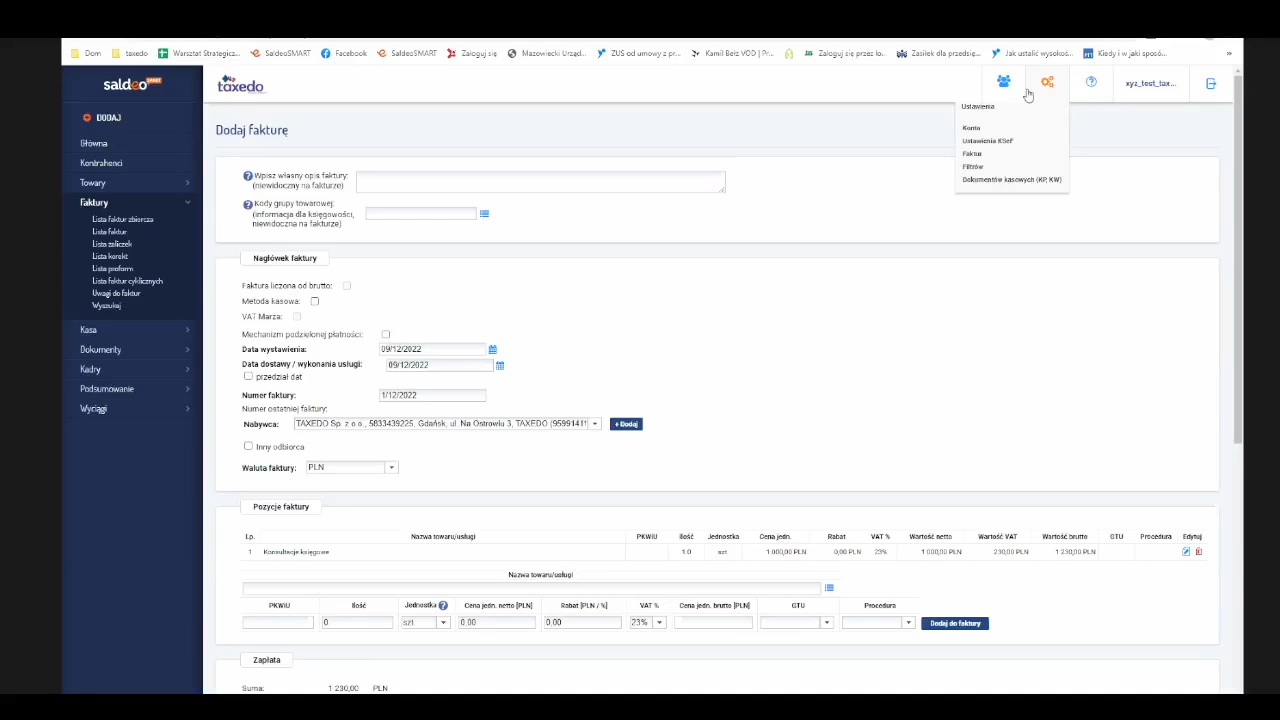 Dom taxedo Warsztat Strategicz... SaldeoSMART Facebook SaldeoSMART Zaloguj się Mazowiecki Urząd... ZUS od umowy z pr... Kamil Beiz VOD | Pr... Zaloguj się przez lo... Zasiłek dla przedsię... Jak ustalić wysokoś... Kiedy i w jaki sposó... »
saldeo SMART
taxedo
xyz_test_tax...
DODAJ
Główna
Kontrahenci
Towary
Faktury
Lista faktur zbiorcza
Lista faktur
Lista zaliczek
Lista korekt
Lista proform
Lista faktur cyklicznych
Uwagi do faktur
Wyszukaj
Kasa
Dokumenty
Kadry
Podsumowanie
Wyciągi
Ustawienia
Konta
Ustawienia KSeF
Faktur
Filtrów
Dokumentów kasowych (KP, KW)
Dodaj fakturę
Wpisz własny opis faktury:
(niewidoczny na fakturze)
Kody grupy towarowej:
(informacja dla księgowości,
niewidoczna na fakturze)
Nagłówek faktury
Faktura liczona od brutto:
Metoda kasowa:
VAT Marża:
Mechanizm podzielonej płatności:
Data wystawienia: 09/12/2022
Data dostawy / wykonania usługi: 09/12/2022
przedział dat
Numer faktury: 1/12/2022
Numer ostatniej faktury:
Nabywca: TAXEDO Sp. z o.o., 5833439225, Gdańsk, ul. Na Ostrowiu 3, TAXEDO (9599141 + Dodaj
Inny odbiorca
Waluta faktury: PLN
Pozycje faktury
Lp. Nazwa towaru/usługi PKWiU Ilość Jednostka Cena jedn. Rabat VAT % Wartość netto Wartość VAT Wartość brutto GTU Procedura Edytuj
1 Konsultacje księgowe 1.0 szt 1 000,00 PLN 0,00 PLN 23% 1 000,00 PLN 230,00 PLN 1 230,00 PLN
Nazwa towaru/usługi
PKWiU Ilość Jednostka Cena jedn. netto [PLN] Rabat [PLN / %] VAT % Cena jedn. brutto [PLN] GTU Procedura
0 szt 0,00 0,00 23% Dodaj do faktury
Zapłata
Suma: 1 230,00 PLN